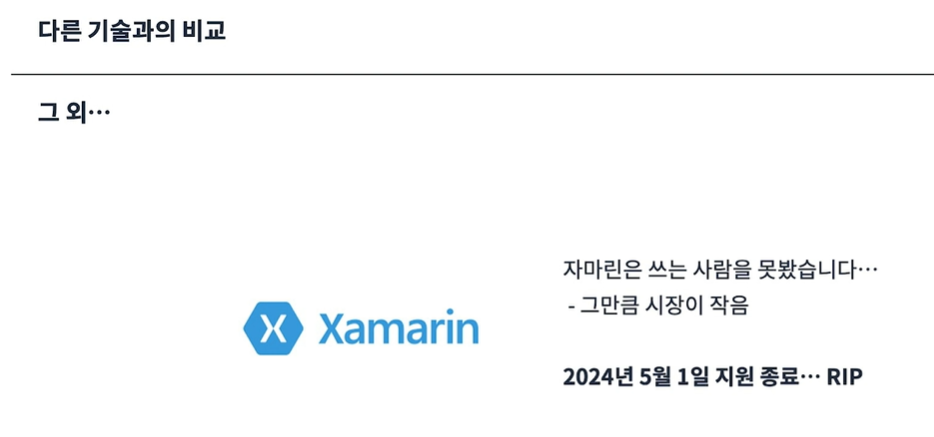 다른 기술과의 비교
그 외…
자마린은 쓰는 사람을 못봤습니다…
- 그만큼 시장이 작음
Xamarin
2024년 5월 1일 지원 종료… RIP